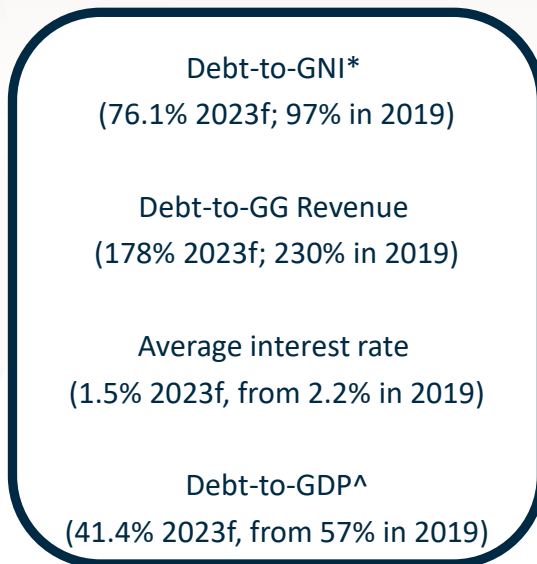 Debt-to-GNI*
(76.1% 2023f; 97% in 2019)
Debt-to-GG Revenue
(178% 2023f; 230% in 2019)
Average interest rate
(1.5% 2023f, from 2.2% in 2019)
Debt-to-GDP^
(41.4% 2023f, from 57% in 2019)